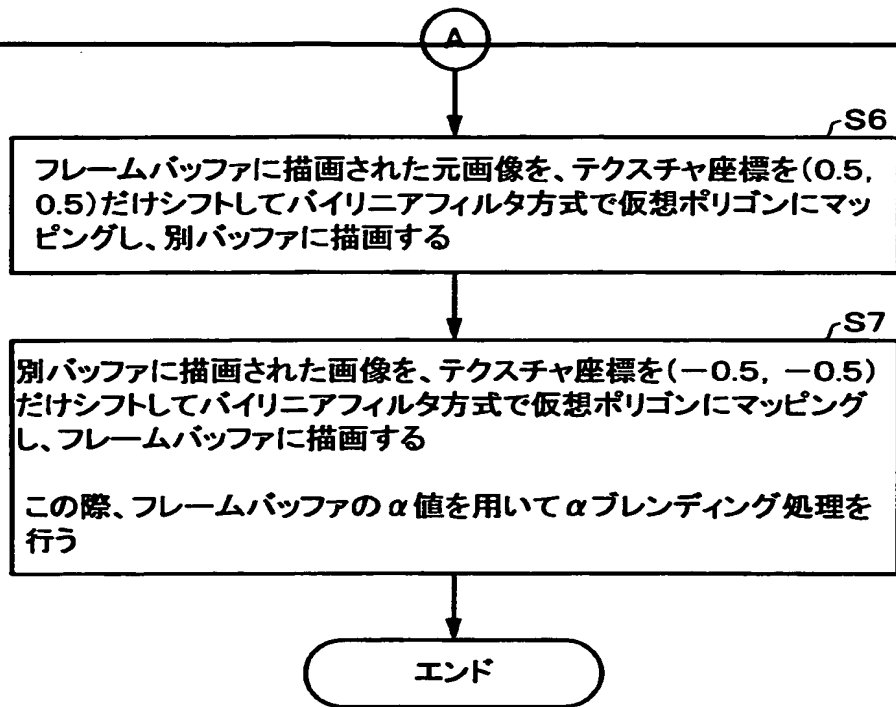 A
S6
フレームバッファに描画された元画像を、テクスチャ座標を(0.5,
0.5)だけシフトしてバイリニアフィルタ方式で仮想ポリゴンにマッ
ピングし、別バッファに描画する
S7
別バッファに描画された画像を、テクスチャ座標を(−0.5, −0.5)
だけシフトしてバイリニアフィルタ方式で仮想ポリゴンにマッピング
し、フレームバッファに描画する
この際、フレームバッファのα値を用いてαブレンディング処理を
行う
エンド